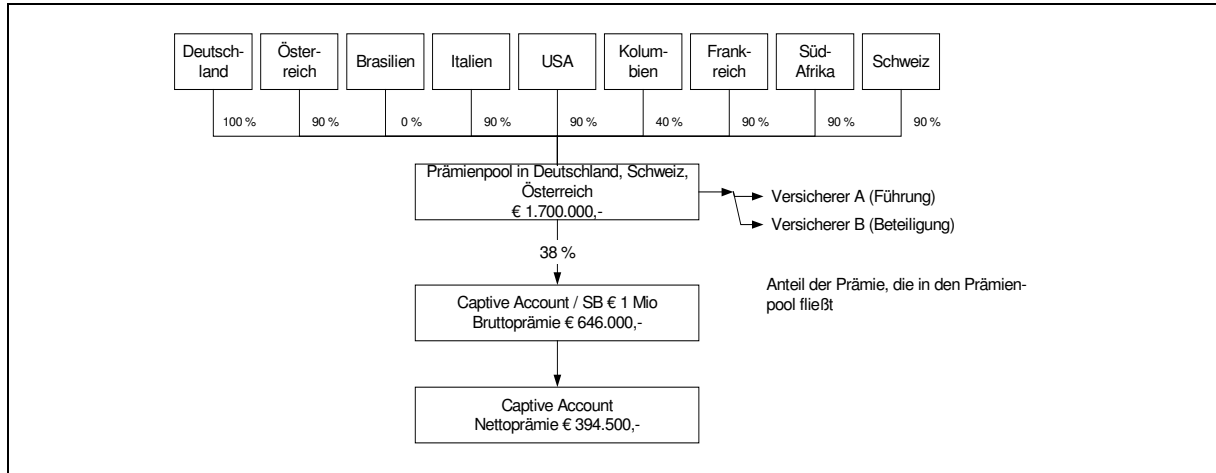 Deutsch-
land
Öster-
reich
Brasilien
Italien
USA
Kolum-
bien
Frank-
reich
Süd-
Afrika
Schweiz
100 %
90 %
0 %
90 %
90 %
40 %
90 %
90 %
90 %
Prämienpool in Deutschland, Schweiz,
Österreich
€ 1.700.000,-
Versicherer A (Führung)
Versicherer B (Beteiligung)
38 %
Anteil der Prämie, die in den Prämien-
pool fließt
Captive Account / SB € 1 Mio
Bruttoprämie € 646.000,-
Captive Account
Nettoprämie € 394.500,-